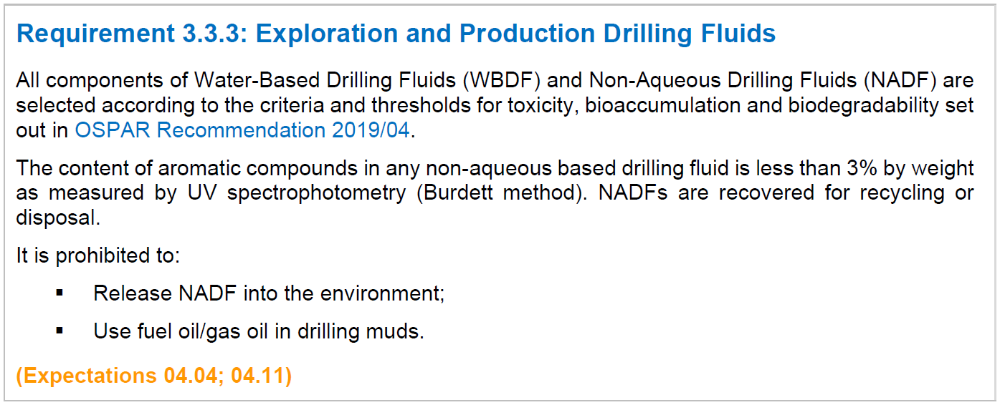 Requirement 3.3.3: Exploration and Production Drilling Fluids
All components of Water-Based Drilling Fluids (WBDF) and Non-Aqueous Drilling Fluids (NADF) are
selected according to the criteria and thresholds for toxicity, bioaccumulation and biodegradability set
out in OSPAR Recommendation 2019/04.
The content of aromatic compounds in any non-aqueous based drilling fluid is less than 3% by weight
as measured by UV spectrophotometry (Burdett method). NADFs are recovered for recycling or
disposal.
It is prohibited to:
▪ Release NADF into the environment;
▪ Use fuel oil/gas oil in drilling muds.
(Expectations 04.04; 04.11)